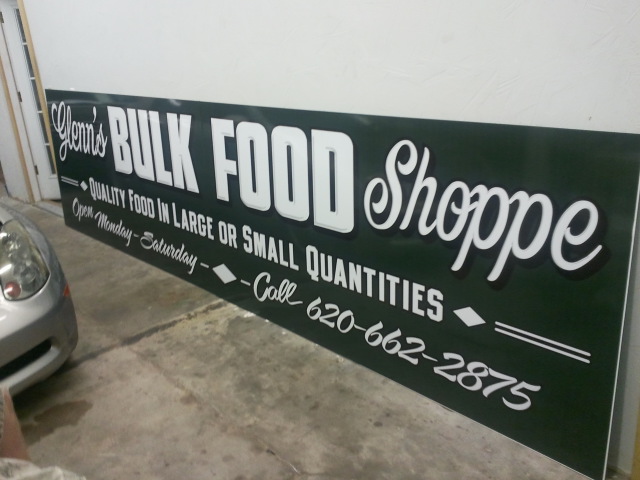 Glenn's BULK FOOD Shoppe
QUALITY FOOD IN LARGE OR SMALL QUANTITIES
Open Monday-Saturday - - Call 620-662-2875